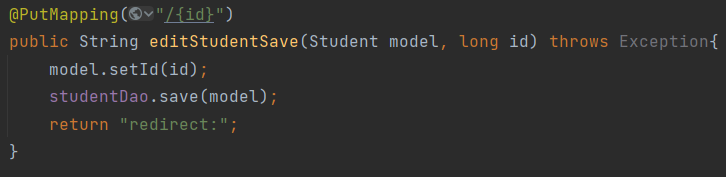 @PutMapping("/{id}")
public String editStudentSave(Student model, long id) throws Exception{
    model.setId(id);
    studentDao.save(model);
    return "redirect:";
}